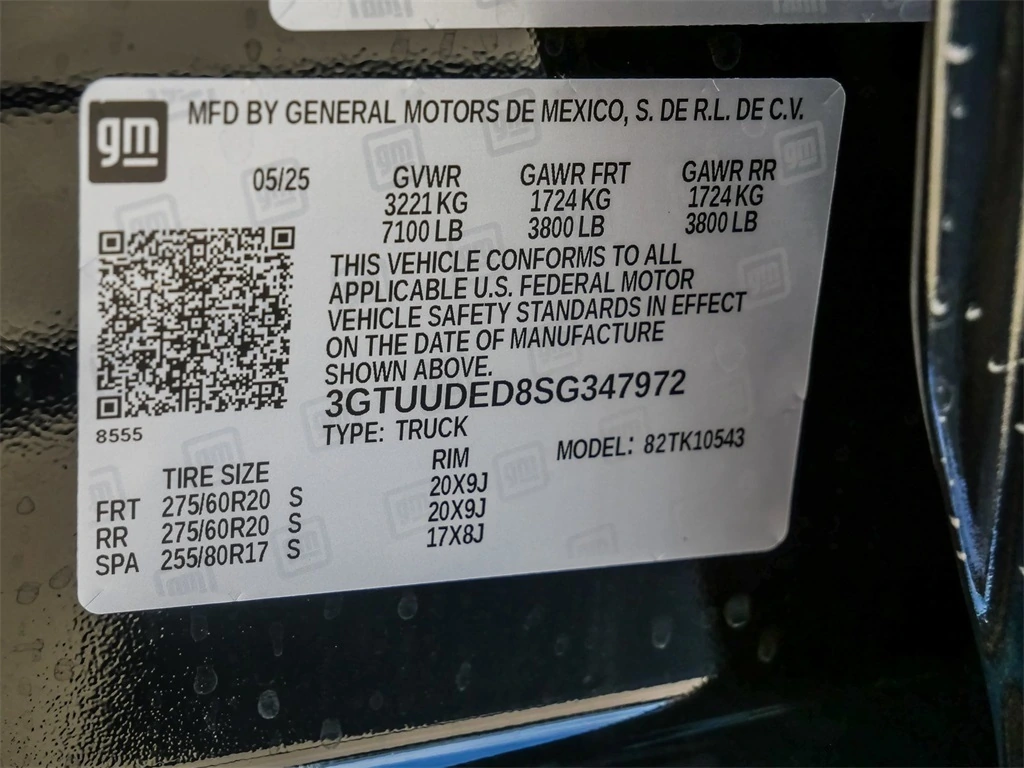 gm
MFD BY GENERAL MOTORS DE MEXICO, S. DE R.L. DE C.V.
05/25 GVWR GAWR FRT GAWR RR
3221 KG 1724 KG 1724 KG
7100 LB 3800 LB 3800 LB
THIS VEHICLE CONFORMS TO ALL
APPLICABLE U.S. FEDERAL MOTOR
VEHICLE SAFETY STANDARDS IN EFFECT
ON THE DATE OF MANUFACTURE
SHOWN ABOVE.
3GTUUDED8SG347972
8555
TYPE: TRUCK MODEL: 82TK10543
TIRE SIZE RIM
FRT 275/60R20 S 20X9J
RR 275/60R20 S 20X9J
SPA 255/80R17 S 17X8J